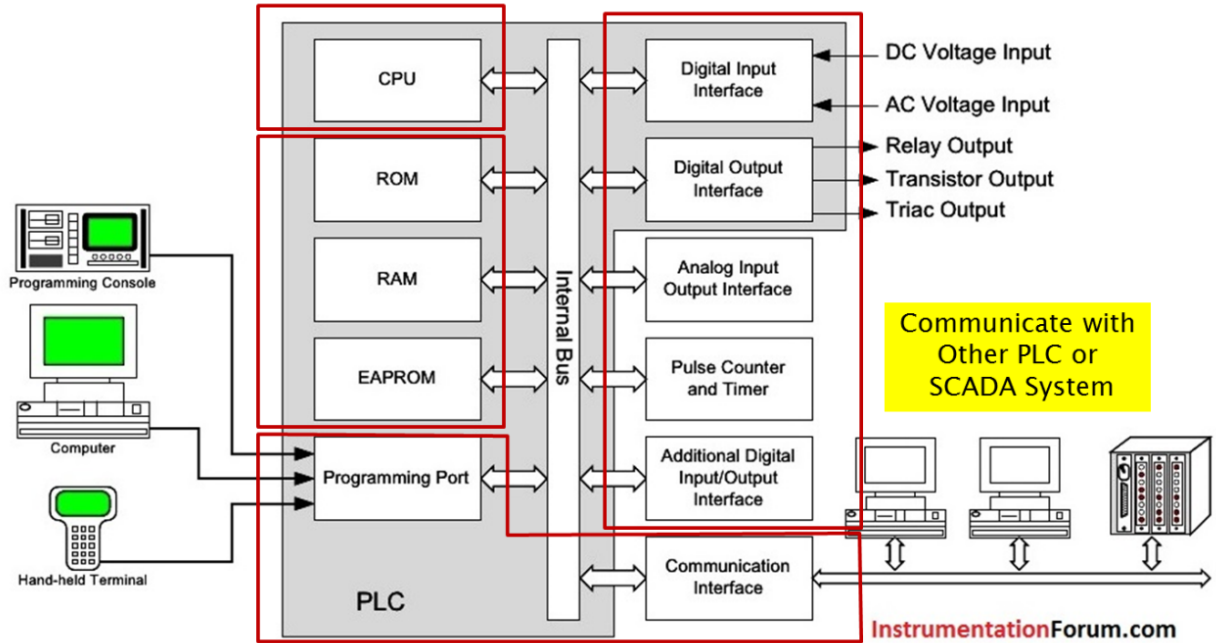 CPU
ROM
RAM
EAPROM
Programming Port
PLC
Internal Bus
Digital Input
Interface
Digital Output
Interface
Analog Input
Output Interface
Pulse Counter
and Timer
Additional Digital
Input/Output
Interface
Communication
Interface
DC Voltage Input
AC Voltage Input
Relay Output
Transistor Output
Triac Output
Programming Console
Computer
Hand-held Terminal
Communicate with
Other PLC or
SCADA System
InstrumentationForum.com